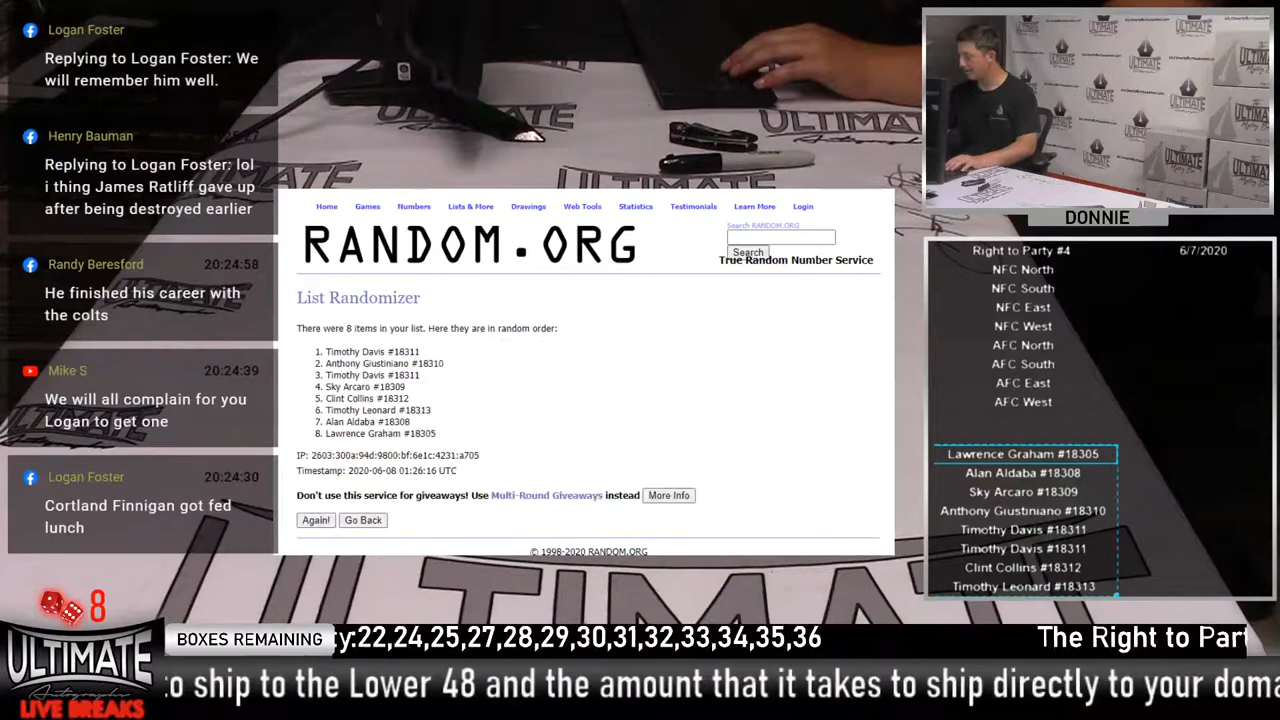 Logan Foster
Replying to Logan Foster: We
will remember him well.
Henry Bauman
Replying to Logan Foster: lol
i thing James Ratliff gave up
after being destroyed earlier
Randy Beresford 20:24:58
He finished his career with
the colts
Mike S 20:24:39
We will all complain for you
Logan to get one
Logan Foster 20:24:30
Cortland Finnigan got fed
lunch
Home Games Numbers Lists & More Drawings Web Tools Statistics Testimonials Learn More Login
RANDOM.ORG
Search RANDOM.ORG
Search
True Random Number Service
List Randomizer
There were 8 items in your list. Here they are in random order:
1. Timothy Davis #18311
2. Anthony Giustiniano #18310
3. Timothy Davis #18311
4. Sky Arcaro #18309
5. Clint Collins #18312
6. Timothy Leonard #18313
7. Alan Aldaba #18308
8. Lawrence Graham #18305
IP: 2603:300a:94d:9800:bf:6e1c:4231:a705
Timestamp: 2020-06-08 01:26:16 UTC
Don't use this service for giveaways! Use Multi-Round Giveaways instead More Info
Again! Go Back
© 1998-2020 RANDOM.ORG
DONNIE
Right to Party #4 6/7/2020
NFC North
NFC South
NFC East
NFC West
AFC North
AFC South
AFC East
AFC West
Lawrence Graham #18305
Alan Aldaba #18308
Sky Arcaro #18309
Anthony Giustiniano #18310
Timothy Davis #18311
Timothy Davis #18311
Clint Collins #18312
Timothy Leonard #18313
ULTIMATE
8
ULTIMATE
Autographs
LIVE BREAKS
BOXES REMAINING
ty:22,24,25,27,28,29,30,31,32,33,34,35,36 The Right to Part
to ship to the Lower 48 and the amount that it takes to ship directly to your doma